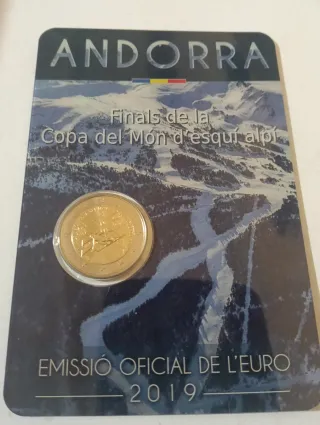 ANDORRA
Finals de la
Copa del Món d'esquí alpí
EMISSIÓ OFICIAL DE L'EURO
2019